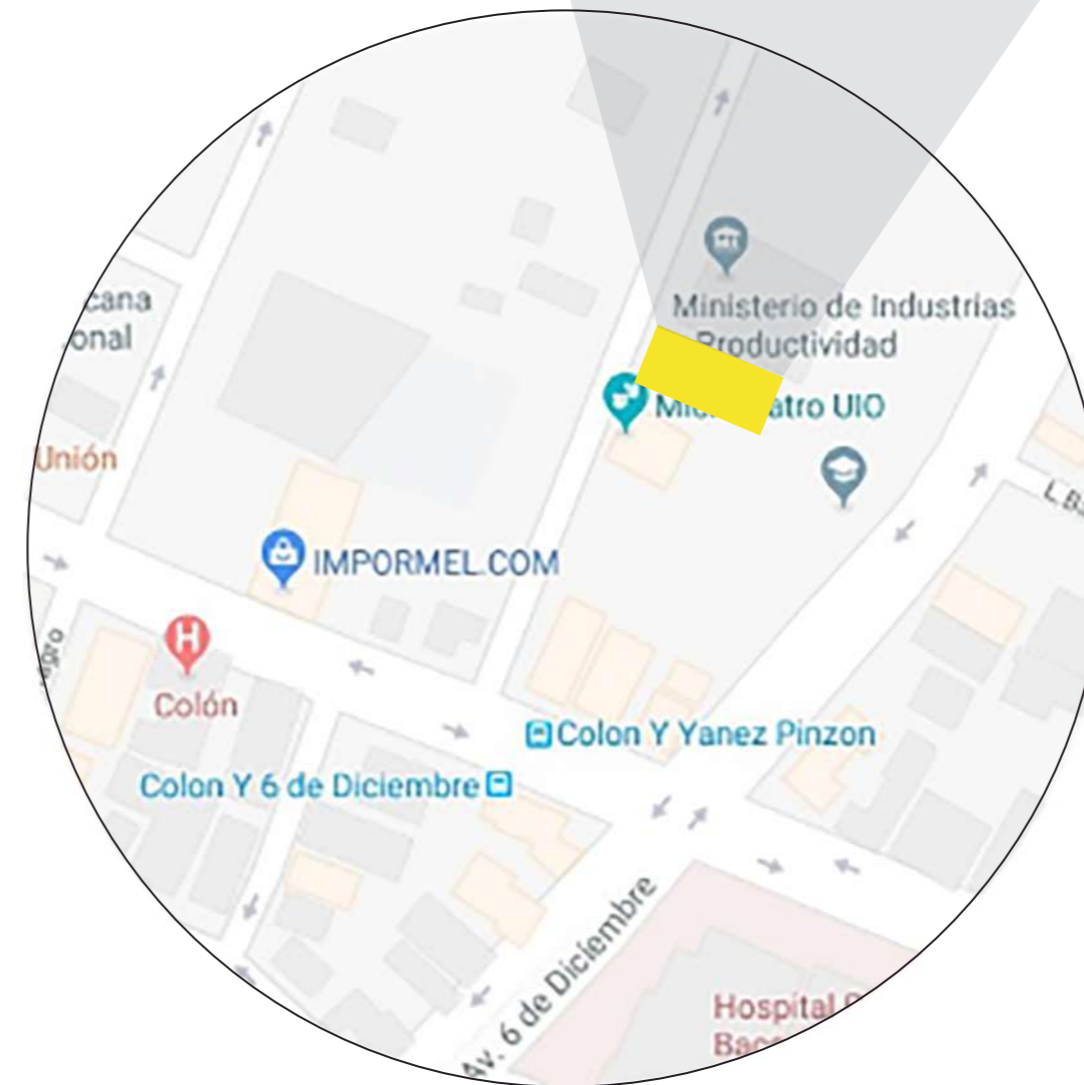 cana
onal
Ministerio de Industrias
Productividad
atro UIO
Unión
IMPORMEL.COM
H
Colón
Colon Y Yanez Pinzon
Colon Y 6 de Diciembre
Av. 6 de Diciembre
Hospital